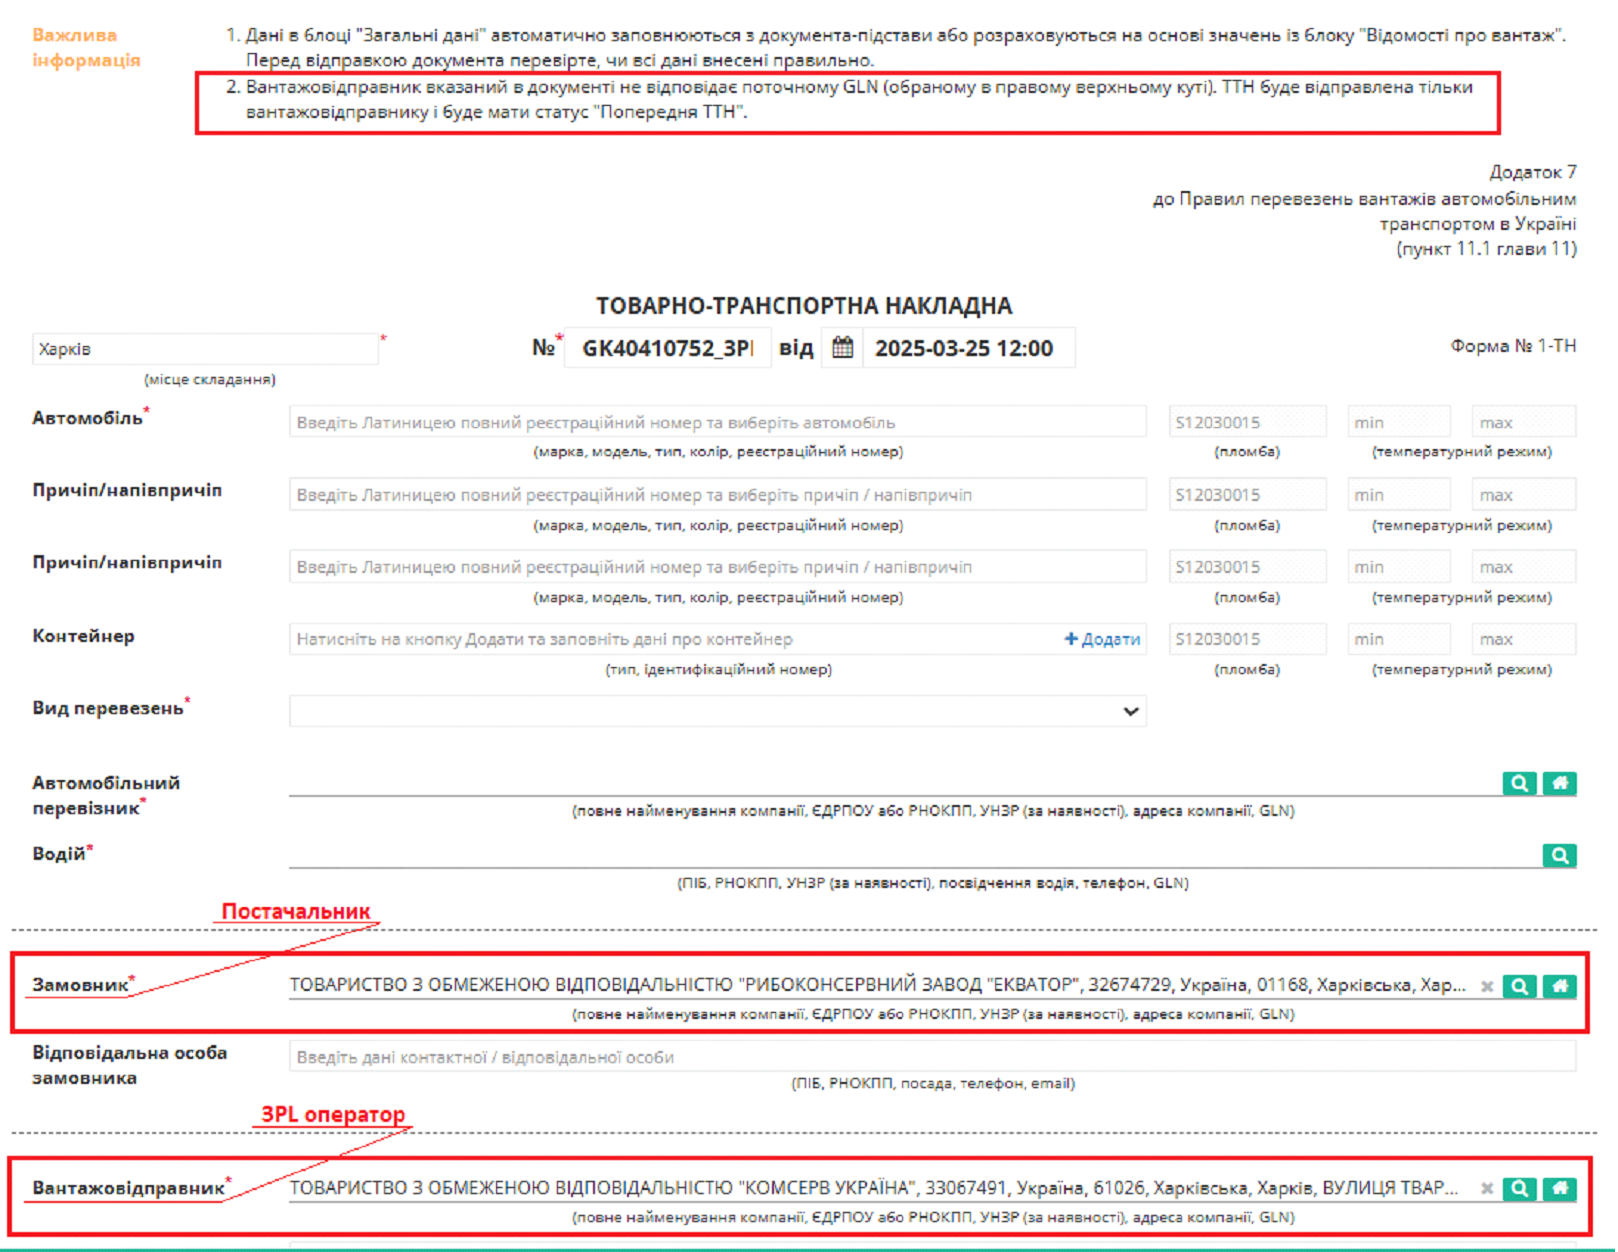 Важлива
інформація
1. Дані в блоці "Загальні дані" автоматично заповнюються з документа-підстави або розраховуються на основі значень із блоку "Відомості про вантаж".
Перед відправкою документа перевірте, чи всі дані внесені правильно.
2. Вантажовідправник вказаний в документі не відповідає поточному GLN (обраному в правому верхньому куті). ТТН буде відправлена тільки
вантажовідправнику і буде мати статус "Попередня ТТН".
Додаток 7
до Правил перевезень вантажів автомобільним
транспортом в Україні
(пункт 11.1 глави 11)
ТОВАРНО-ТРАНСПОРТНА НАКЛАДНА
Харків * №* GK40410752_3Pl від 2025-03-25 12:00 Форма № 1-ТН
(місце складання)
Автомобіль* Введіть Латиницею повний реєстраційний номер та виберіть автомобіль S12030015 min max
(марка, модель, тип, колір, реєстраційний номер) (пломба) (температурний режим)
Причіп/напівпричіп Введіть Латиницею повний реєстраційний номер та виберіть причіп / напівпричіп S12030015 min max
(марка, модель, тип, колір, реєстраційний номер) (пломба) (температурний режим)
Причіп/напівпричіп Введіть Латиницею повний реєстраційний номер та виберіть причіп / напівпричіп S12030015 min max
(марка, модель, тип, колір, реєстраційний номер) (пломба) (температурний режим)
Контейнер Натисніть на кнопку Додати та заповніть дані про контейнер +Додати S12030015 min max
(тип, ідентифікаційний номер) (пломба) (температурний режим)
Вид перевезень*
Автомобільний
перевізник*
(повне найменування компанії, ЄДРПОУ або РНОКПП, УНЗР (за наявності), адреса компанії, GLN)
Водій*
(ПІБ, РНОКПП, УНЗР (за наявності), посвідчення водія, телефон, GLN)
Постачальник
Замовник* ТОВАРИСТВО З ОБМЕЖЕНОЮ ВІДПОВІДАЛЬНІСТЮ "РИБОКОНСЕРВНИЙ ЗАВОД "ЕКВАТОР", 32674729, Україна, 01168, Харківська, Хар...
(повне найменування компанії, ЄДРПОУ або РНОКПП, УНЗР (за наявності), адреса компанії, GLN)
Відповідальна особа
замовника
Введіть дані контактної / відповідальної особи
(ПІБ, РНОКПП, посада, телефон, email)
3PL оператор
Вантажовідправник* ТОВАРИСТВО З ОБМЕЖЕНОЮ ВІДПОВІДАЛЬНІСТЮ "КОМСЕРВ УКРАЇНА", 33067491, Україна, 61026, Харківська, Харків, ВУЛИЦЯ ТВАР...
(повне найменування компанії, ЄДРПОУ або РНОКПП, УНЗР (за наявності), адреса компанії, GLN)